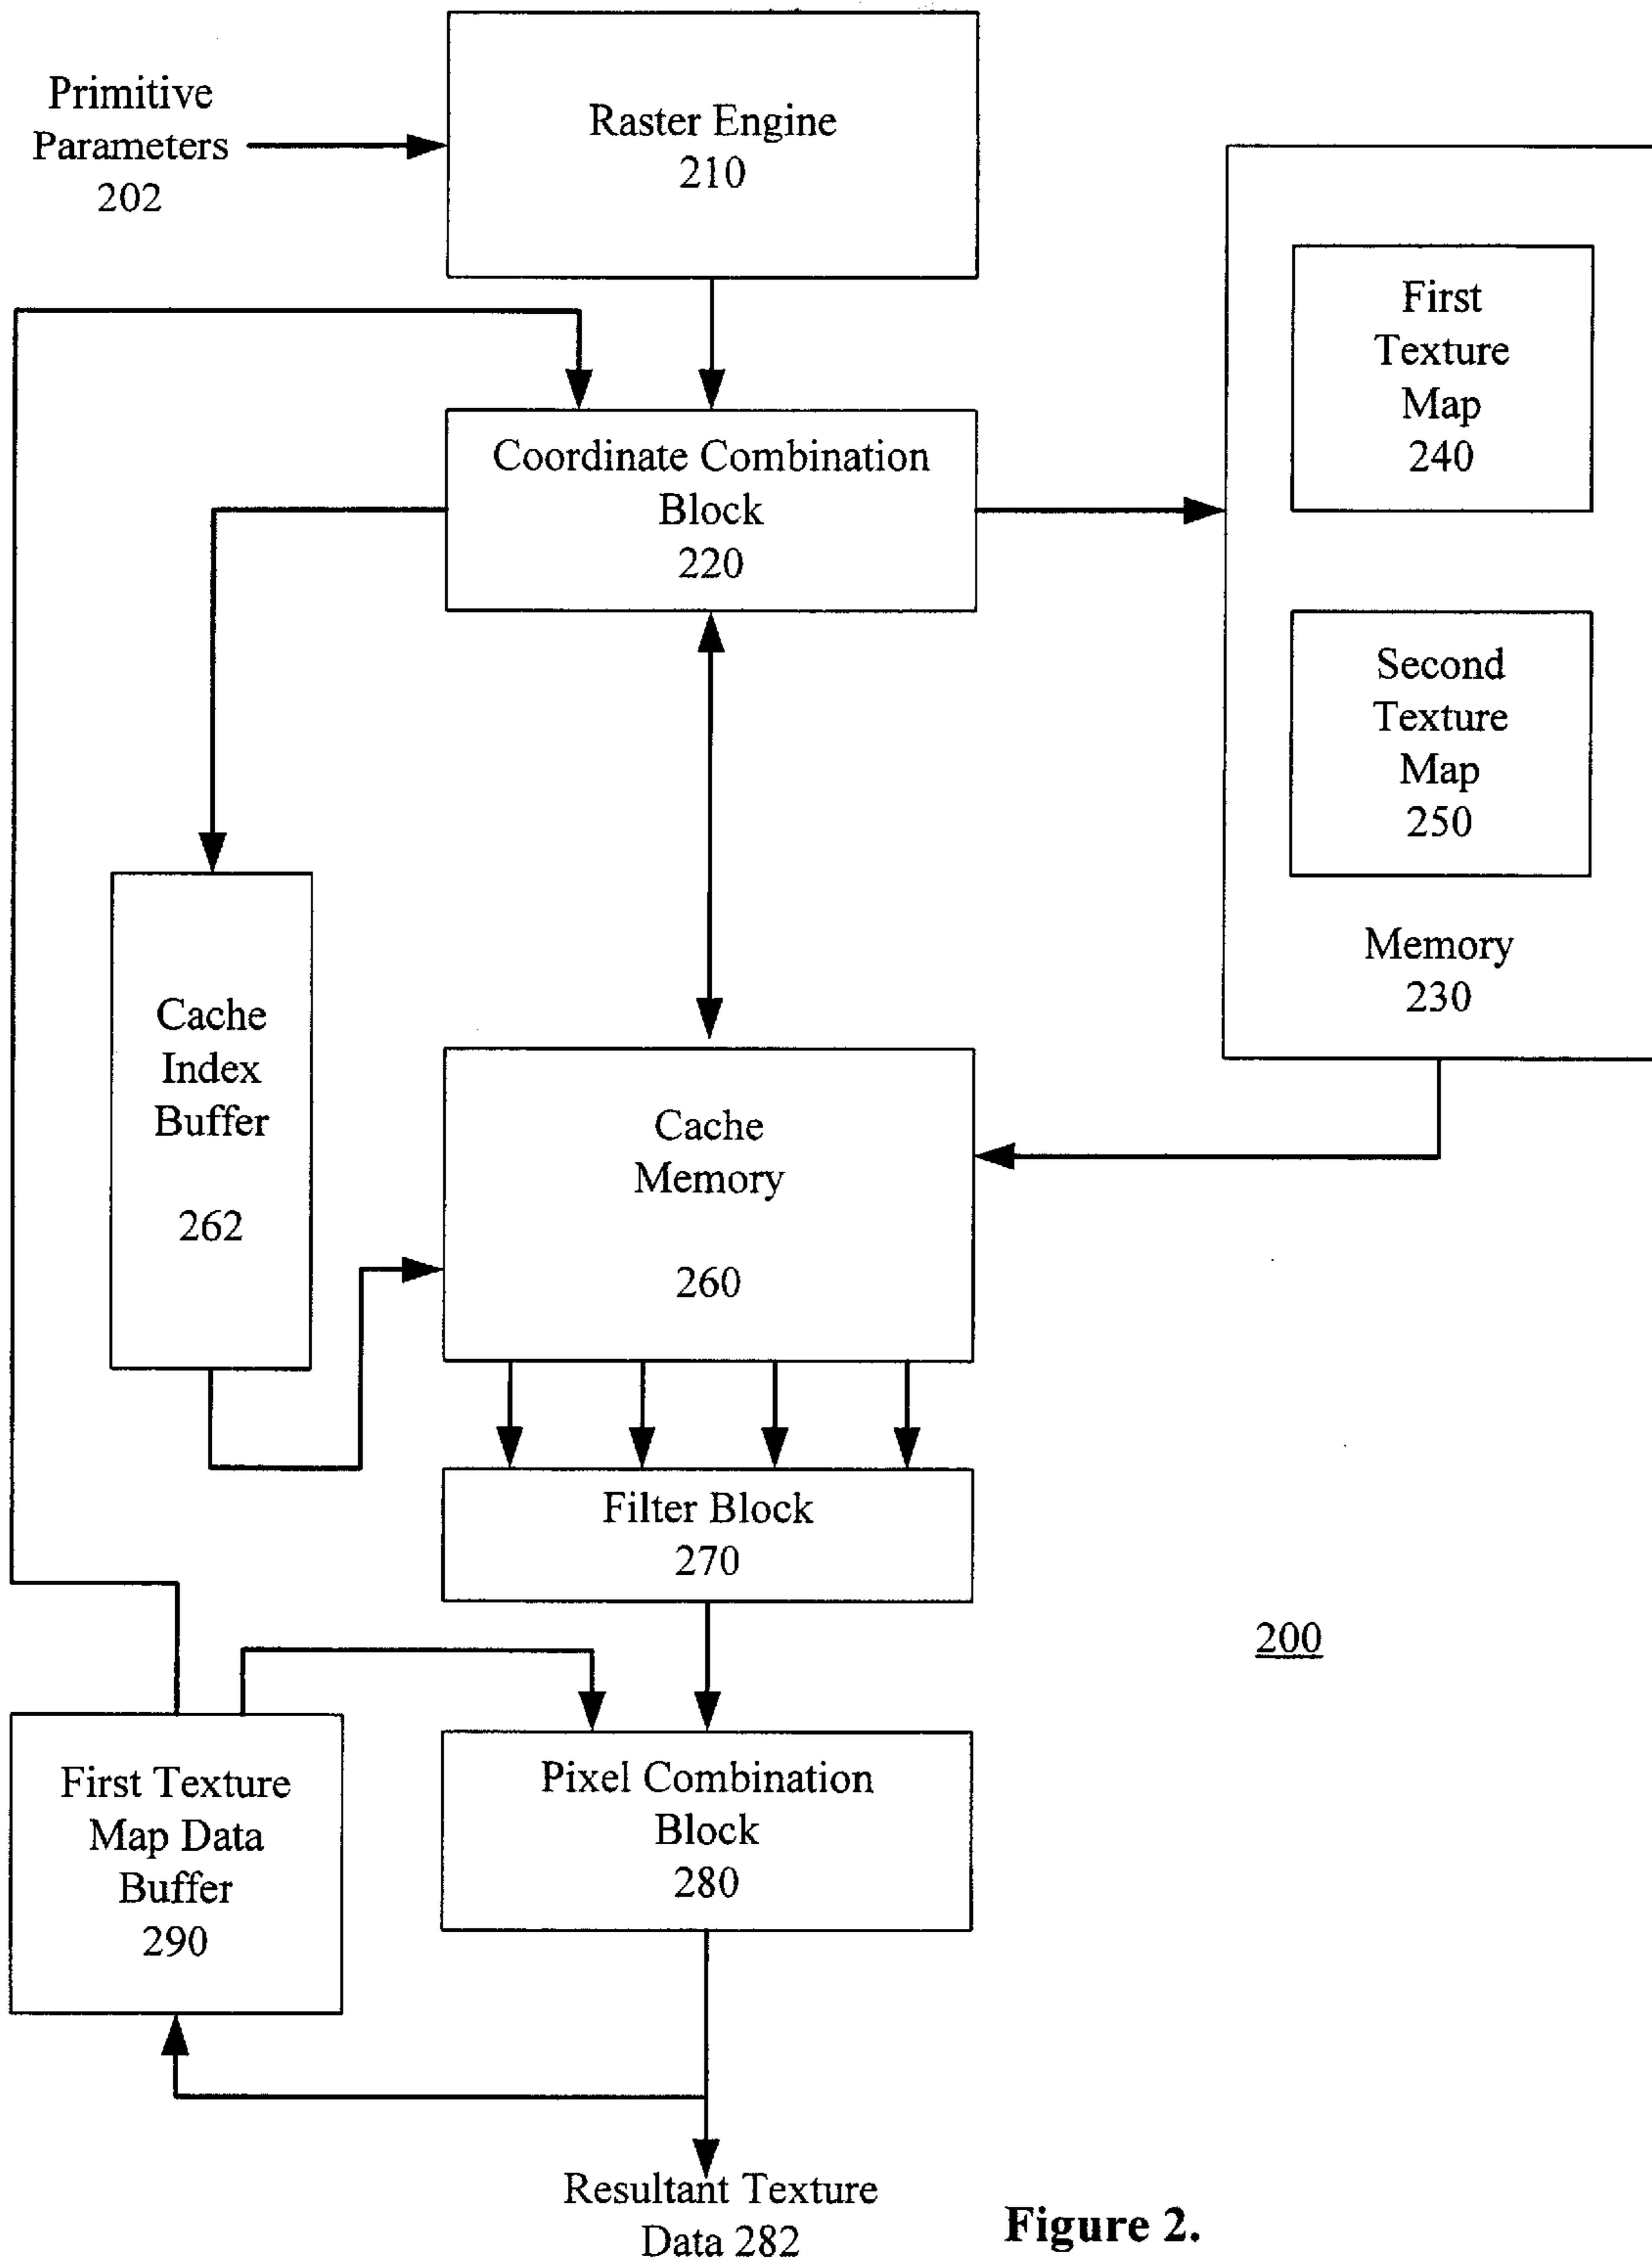 Primitive
Parameters
202
Raster Engine
210
First
Texture
Map
240
Coordinate Combination
Block
220
Second
Texture
Map
250
Memory
230
Cache
Index
Buffer
262
Cache
Memory
260
Filter Block
270
200
First Texture
Map Data
Buffer
290
Pixel Combination
Block
280
Resultant Texture
Data 282
Figure 2.